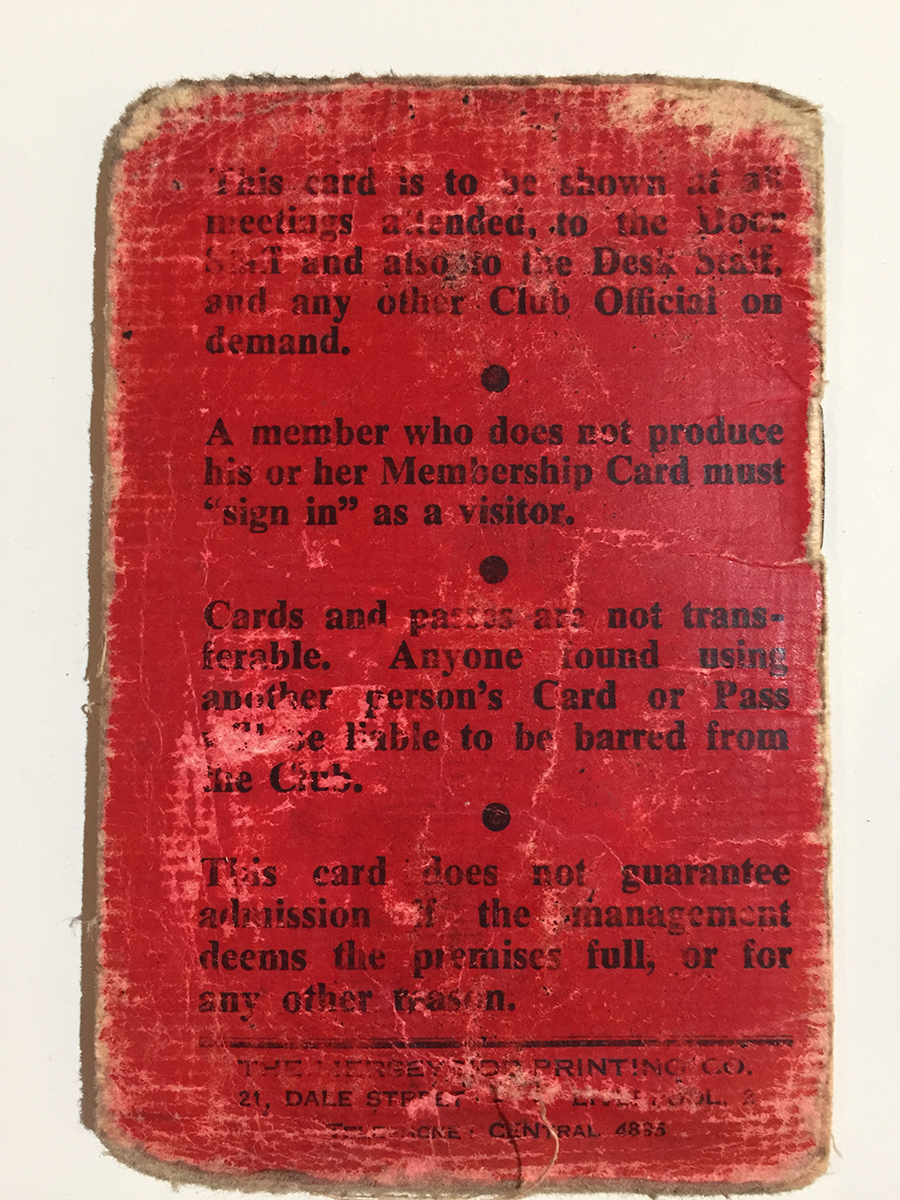 This card is to be shown at all
meetings attended, to the Door
Staff and also to the Desk Staff,
and any other Club Official on
demand.
A member who does not produce
his or her Membership Card must
“sign in” as a visitor.
Cards and passes are not trans-
ferable. Anyone found using
another person’s Card or Pass
will be liable to be barred from
the Club.
This card does not guarantee
admission if the management
deems the premises full, or for
any other reason.
THE PRINTING CO.
21, DALE STREET LIVERPOOL. 2
TELEPHONE: CENTRAL 4895